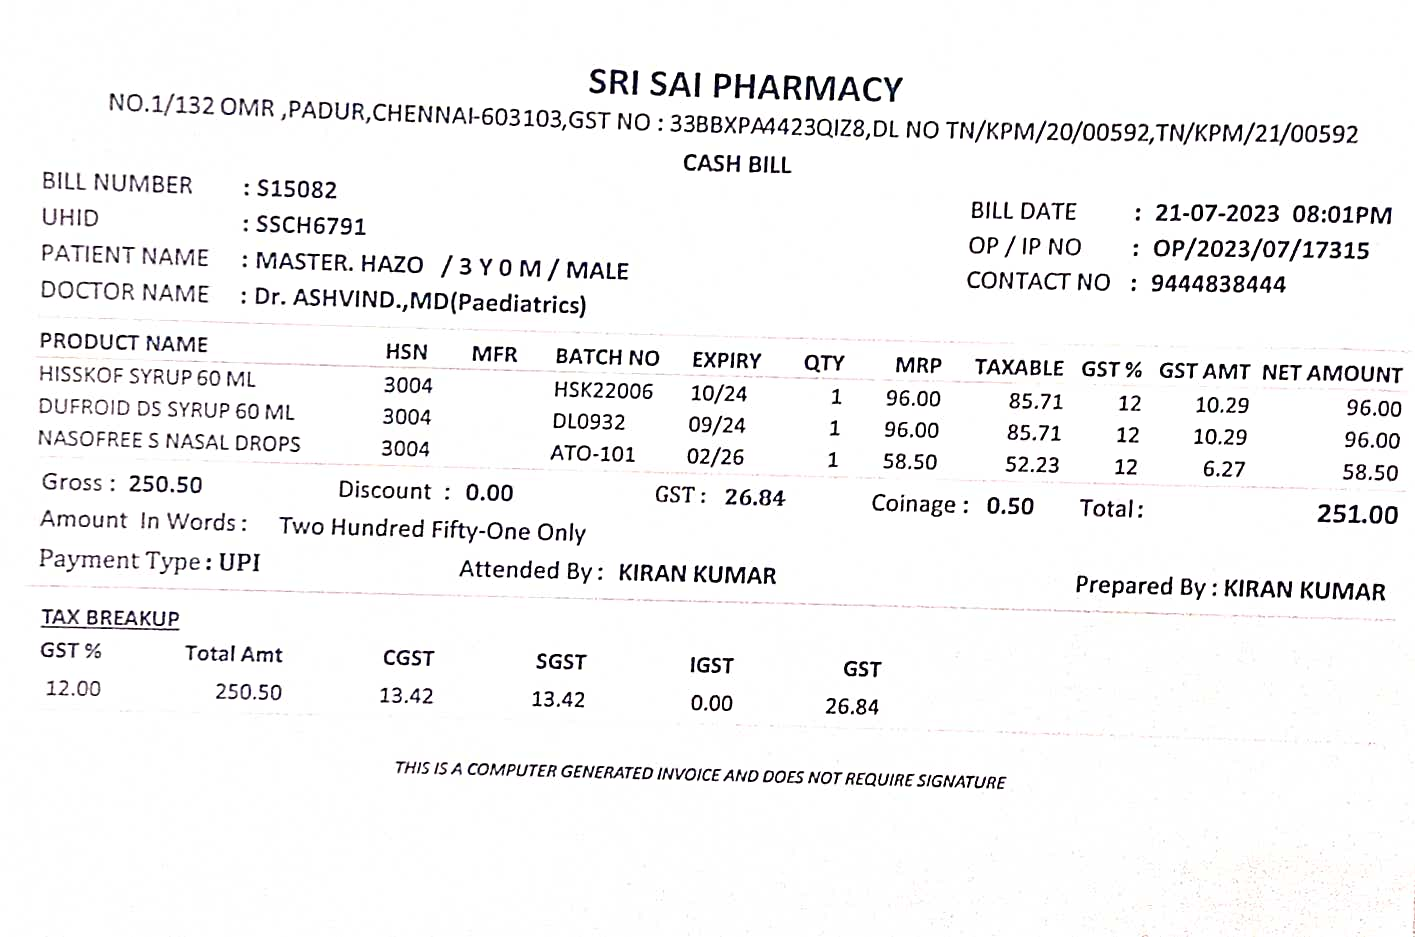 SRI SAI PHARMACY
NO.1/132 OMR ,PADUR,CHENNAI-603103,GST NO : 33BBXPA4423QIZ8,DL NO TN/KPM/20/00592,TN/KPM/21/00592
CASH BILL
BILL NUMBER : S15082
BILL DATE : 21-07-2023 08:01PM
UHID : SSCH6791
OP / IP NO : OP/2023/07/17315
PATIENT NAME : MASTER. HAZO / 3 Y 0 M / MALE
CONTACT NO : 9444838444
DOCTOR NAME : Dr. ASHVIND.,MD(Paediatrics)
PRODUCT NAME HSN MFR BATCH NO EXPIRY QTY MRP TAXABLE GST % GST AMT NET AMOUNT
HISSKOF SYRUP 60 ML 3004 HSK22006 10/24 1 96.00 85.71 12 10.29 96.00
DUFROID DS SYRUP 60 ML 3004 DL0932 09/24 1 96.00 85.71 12 10.29 96.00
NASOFREE S NASAL DROPS 3004 ATO-101 02/26 1 58.50 52.23 12 6.27 58.50
Gross : 250.50 Discount : 0.00 GST : 26.84 Coinage : 0.50 Total : 251.00
Amount In Words : Two Hundred Fifty-One Only
Payment Type : UPI Attended By : KIRAN KUMAR Prepared By : KIRAN KUMAR
TAX BREAKUP
GST % Total Amt CGST SGST IGST GST
12.00 250.50 13.42 13.42 0.00 26.84
THIS IS A COMPUTER GENERATED INVOICE AND DOES NOT REQUIRE SIGNATURE